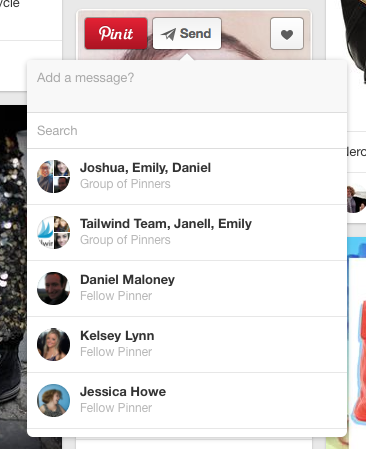 ycle
Pin it
Send
Add a message?
Search
Joshua, Emily, Daniel
Group of Pinners
Tailwind Team, Janell, Emily
Group of Pinners
Daniel Maloney
Fellow Pinner
Kelsey Lynn
Fellow Pinner
Jessica Howe
Fellow Pinner